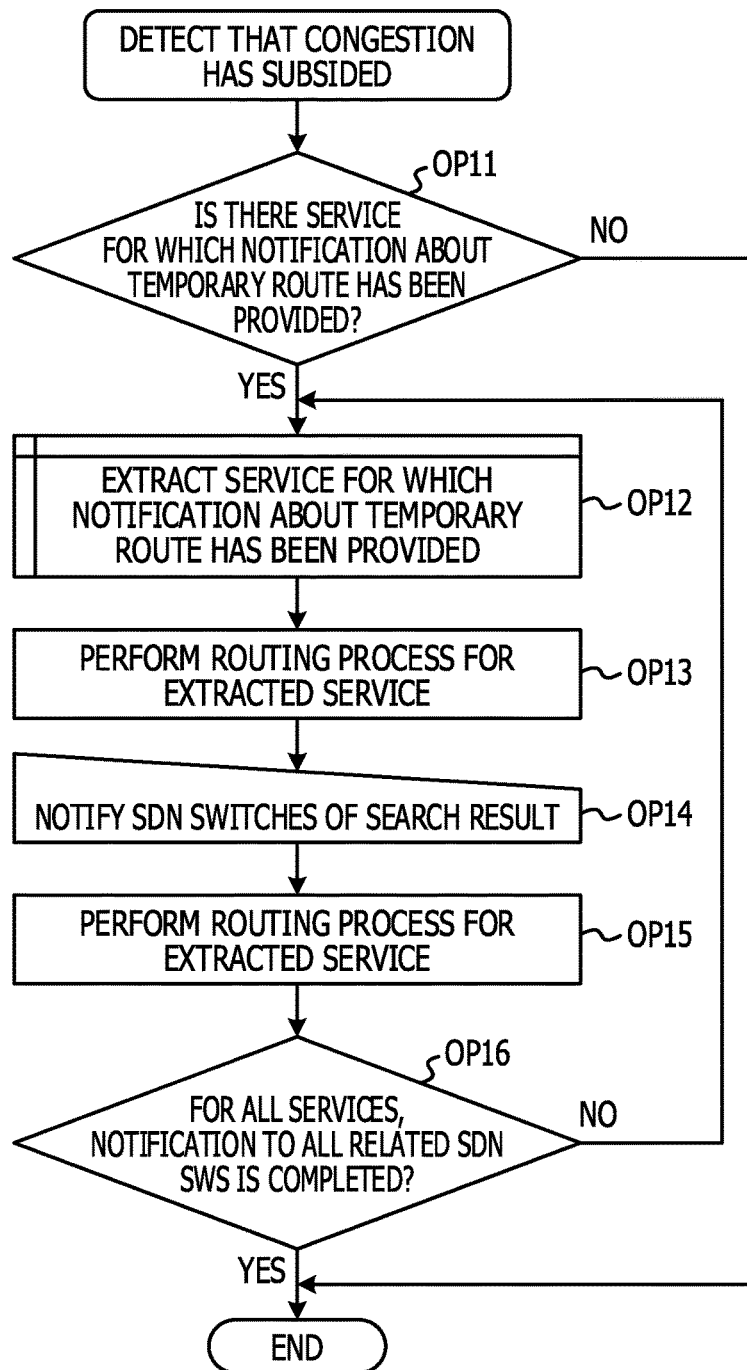 DETECT THAT CONGESTION
HAS SUBSIDED
OP11
IS THERE SERVICE
FOR WHICH NOTIFICATION ABOUT
TEMPORARY ROUTE HAS BEEN
PROVIDED?
NO
YES
EXTRACT SERVICE FOR WHICH
NOTIFICATION ABOUT TEMPORARY
ROUTE HAS BEEN PROVIDED
OP12
PERFORM ROUTING PROCESS FOR
EXTRACTED SERVICE
OP13
NOTIFY SDN SWITCHES OF SEARCH RESULT
OP14
PERFORM ROUTING PROCESS FOR
EXTRACTED SERVICE
OP15
OP16
FOR ALL SERVICES,
NOTIFICATION TO ALL RELATED SDN
SWS IS COMPLETED?
NO
YES
END